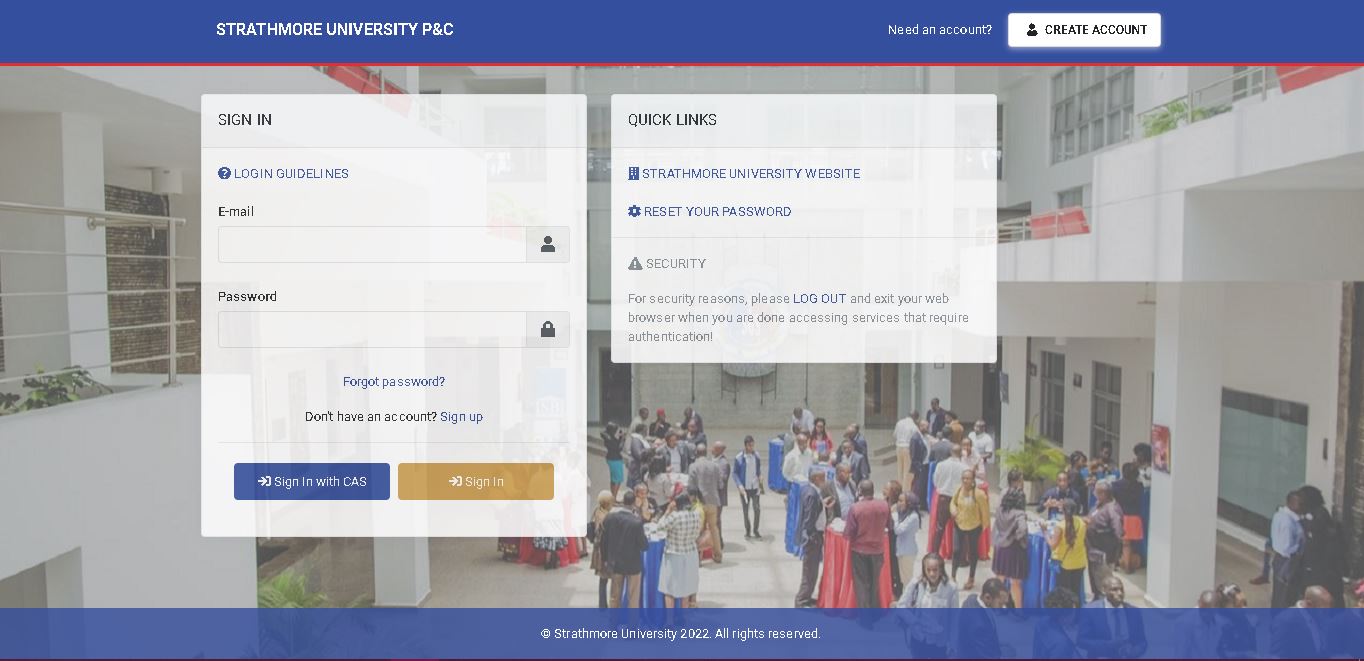 STRATHMORE UNIVERSITY P&C
Need an account?
CREATE ACCOUNT
SIGN IN
LOGIN GUIDELINES
E-mail
Password
Forgot password?
Don't have an account? Sign up
Sign In with CAS
Sign In
QUICK LINKS
STRATHMORE UNIVERSITY WEBSITE
RESET YOUR PASSWORD
SECURITY
For security reasons, please LOG OUT and exit your web
browser when you are done accessing services that require
authentication!
© Strathmore University 2022. All rights reserved.